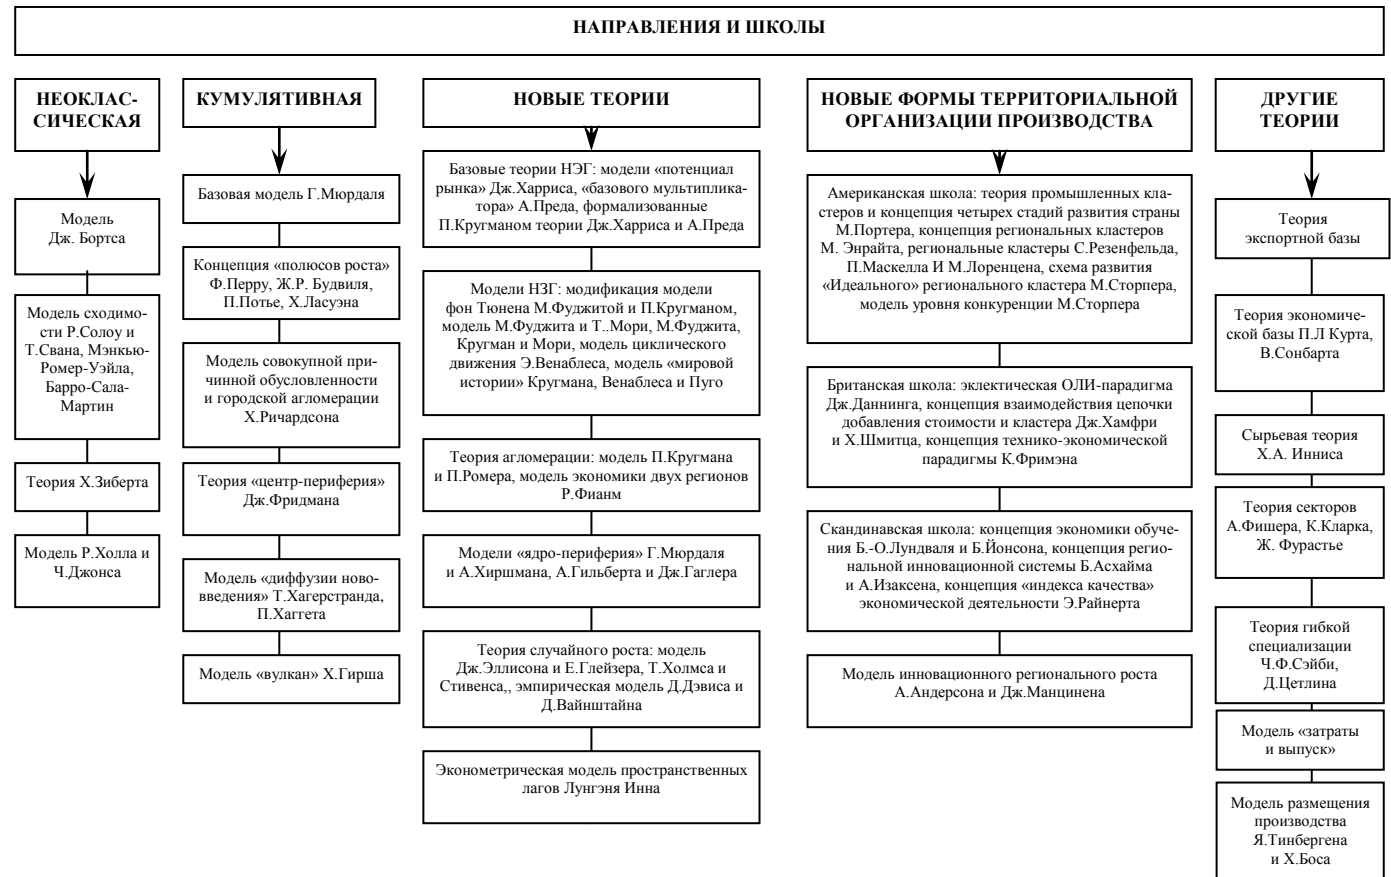 НАПРАВЛЕНИЯ И ШКОЛЫ
НЕОКЛАС-
СИЧЕСКАЯ
Модель
Дж. Бортса
Модель сходимо-
сти Р.Солоу и
Т.Свана, Мэнкью-
Ромер-Уэйла,
Барро-Сала-
Мартин
Теория Х.Зиберта
Модель Р.Холла и
Ч.Джонса
КУМУЛЯТИВНАЯ
Базовая модель Г.Мюрдаля
Концепция «полюсов роста»
Ф.Перру, Ж.Р. Будвиля,
П.Потье, Х.Ласуэна
Модель совокупной при-
чинной обусловленности
и городской агломерации
Х.Ричардсона
Теория «центр-периферия»
Дж.Фридмана
Модель «диффузии ново-
введения» Т.Хагерстранда,
П.Хаггета
Модель «вулкан» Х.Гирша
НОВЫЕ ТЕОРИИ
Базовые теории НЭГ: модели «потенциал
рынка» Дж.Харриса, «базового мультиплика-
тора» А.Преда, формализованные
П.Кругманом теории Дж.Харриса и А.Преда
Модели НЗГ: модификация модели
фон Тюнена М.Фуджитой и П.Кругманом,
модель М.Фуджита и Т..Мори, М.Фуджита,
Кругман и Мори, модель циклического
движения Э.Венаблеса, модель «мировой
истории» Кругмана, Венаблеса и Пуго
Теория агломерации: модель П.Кругмана
и П.Ромера, модель экономики двух регионов
Р.Фианм
Модели «ядро-периферия» Г.Мюрдаля
и А.Хиршмана, А.Гильберта и Дж.Гаглера
Теория случайного роста: модель
Дж.Эллисона и Е.Глейзера, Т.Холмса и
Стивенса,, эмпирическая модель Д.Дэвиса и
Д.Вайнштайна
Эконометрическая модель пространственных
лагов Лунгэня Инна
НОВЫЕ ФОРМЫ ТЕРРИТОРИАЛЬНОЙ
ОРГАНИЗАЦИИ ПРОИЗВОДСТВА
Американская школа: теория промышленных кла-
стеров и концепция четырех стадий развития страны
М.Портера, концепция региональных кластеров
М. Энрайта, региональные кластеры С.Резенфельда,
П.Маскелла И М.Лоренцена, схема развития
«Идеального» регионального кластера М.Сторпера,
модель уровня конкуренции М.Сторпера
Британская школа: эклектическая ОЛИ-парадигма
Дж.Даннинга, концепция взаимодействия цепочки
добавления стоимости и кластера Дж.Хамфри
и Х.Шмитца, концепция технико-экономической
парадигмы К.Фримэна
Скандинавская школа: концепция экономики обуче-
ния Б.-О.Лундваля и Б.Йонсона, концепция регио-
нальной инновационной системы Б.Асхайма
и А.Изаксена, концепция «индекса качества»
экономической деятельности Э.Райнерта
Модель инновационного регионального роста
А.Андерсона и Дж.Манцинена
ДРУГИЕ
ТЕОРИИ
Теория
экспортной базы
Теория экономиче-
ской базы П.Л Курта,
В.Сонбарта
Сырьевая теория
Х.А. Инниса
Теория секторов
А.Фишера, К.Кларка,
Ж. Фурастье
Теория гибкой
специализации
Ч.Ф.Сэйби,
Д.Цетлина
Модель «затраты
и выпуск»
Модель размещения
производства
Я.Тинбергена
и Х.Боса